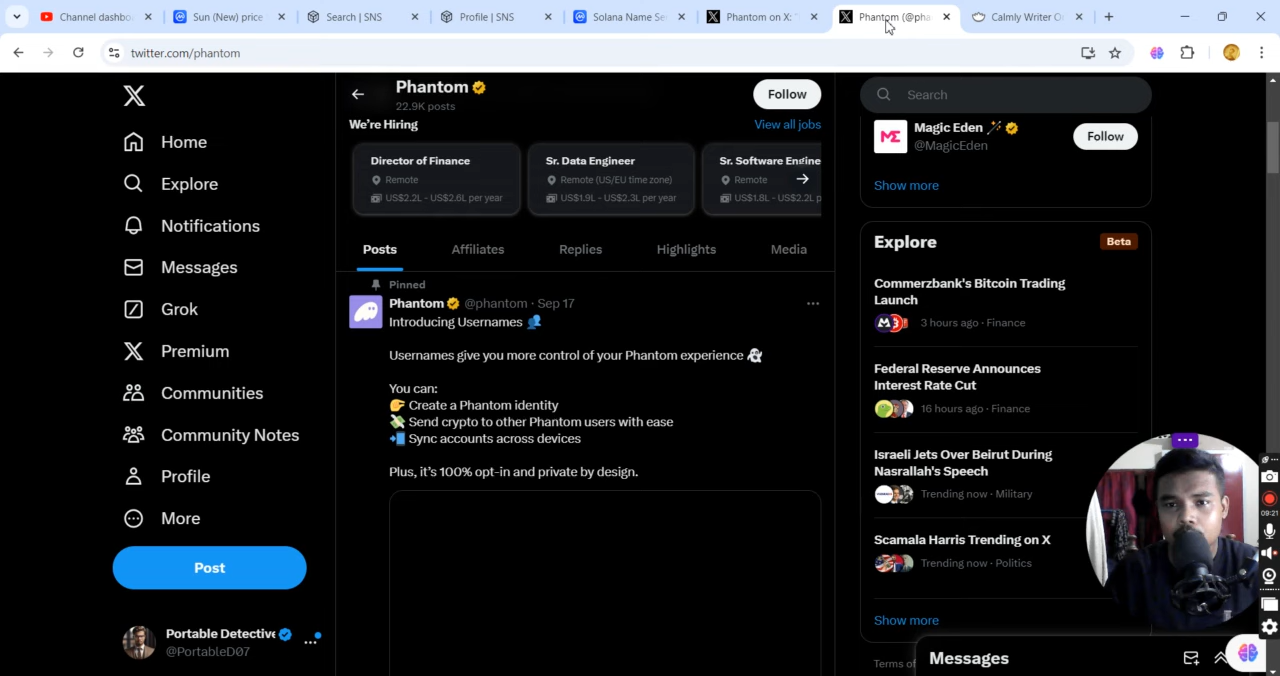 Channel dashbo
Sun (New) price
Search | SNS
Profile | SNS
Solana Name Se
Phantom on X: "
Phantom (@pha
Calmly Writer O
twitter.com/phantom
X
Home
Explore
Notifications
Messages
Grok
Premium
Communities
Community Notes
Profile
More
Post
Portable Detective
@PortableD07
Phantom
22.9K posts
Follow
We're Hiring
View all jobs
Director of Finance
Remote
US$2.2L - US$2.6L per year
Sr. Data Engineer
Remote (US/EU time zone)
US$1.9L - US$2.3L per year
Sr. Software Engine
Remote
US$1.8L - US$2.2L p
Posts
Affiliates
Replies
Highlights
Media
Pinned
Phantom @phantom · Sep 17
Introducing Usernames 👥
Usernames give you more control of your Phantom experience 👻
You can:
👉 Create a Phantom identity
💸 Send crypto to other Phantom users with ease
📲 Sync accounts across devices
Plus, it's 100% opt-in and private by design.
Search
Magic Eden 🪄
@MagicEden
Follow
Show more
Explore
Beta
Commerzbank's Bitcoin Trading
Launch
3 hours ago · Finance
Federal Reserve Announces
Interest Rate Cut
16 hours ago · Finance
Israeli Jets Over Beirut During
Nasrallah's Speech
Trending now · Military
Scamala Harris Trending on X
Trending now · Politics
Show more
Terms of
Messages
09:21